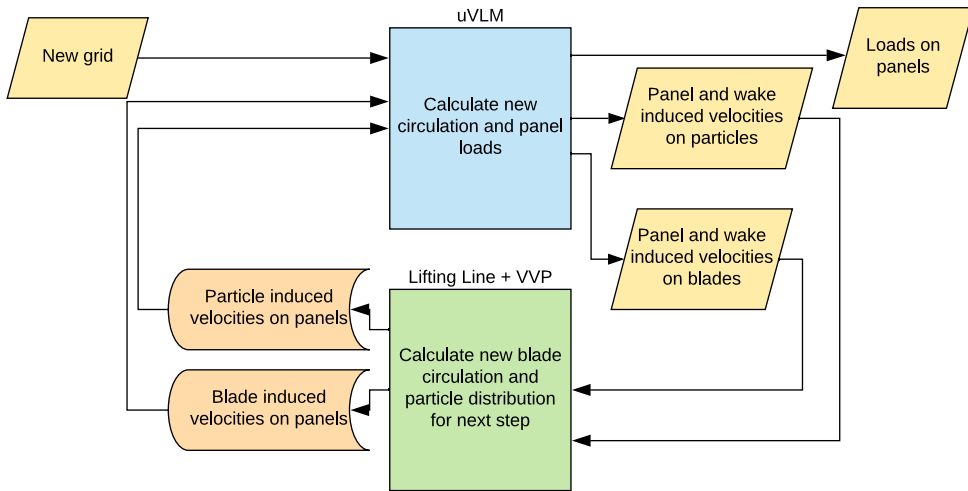 uVLM
New grid
Calculate new
circulation and panel
loads
Loads on
panels
Panel and wake
induced velocities
on particles
Panel and wake
induced velocities
on blades
Lifting Line + VVP
Particle induced
velocities on panels
Calculate new blade
circulation and
particle distribution
for next step
Blade induced
velocities on panels